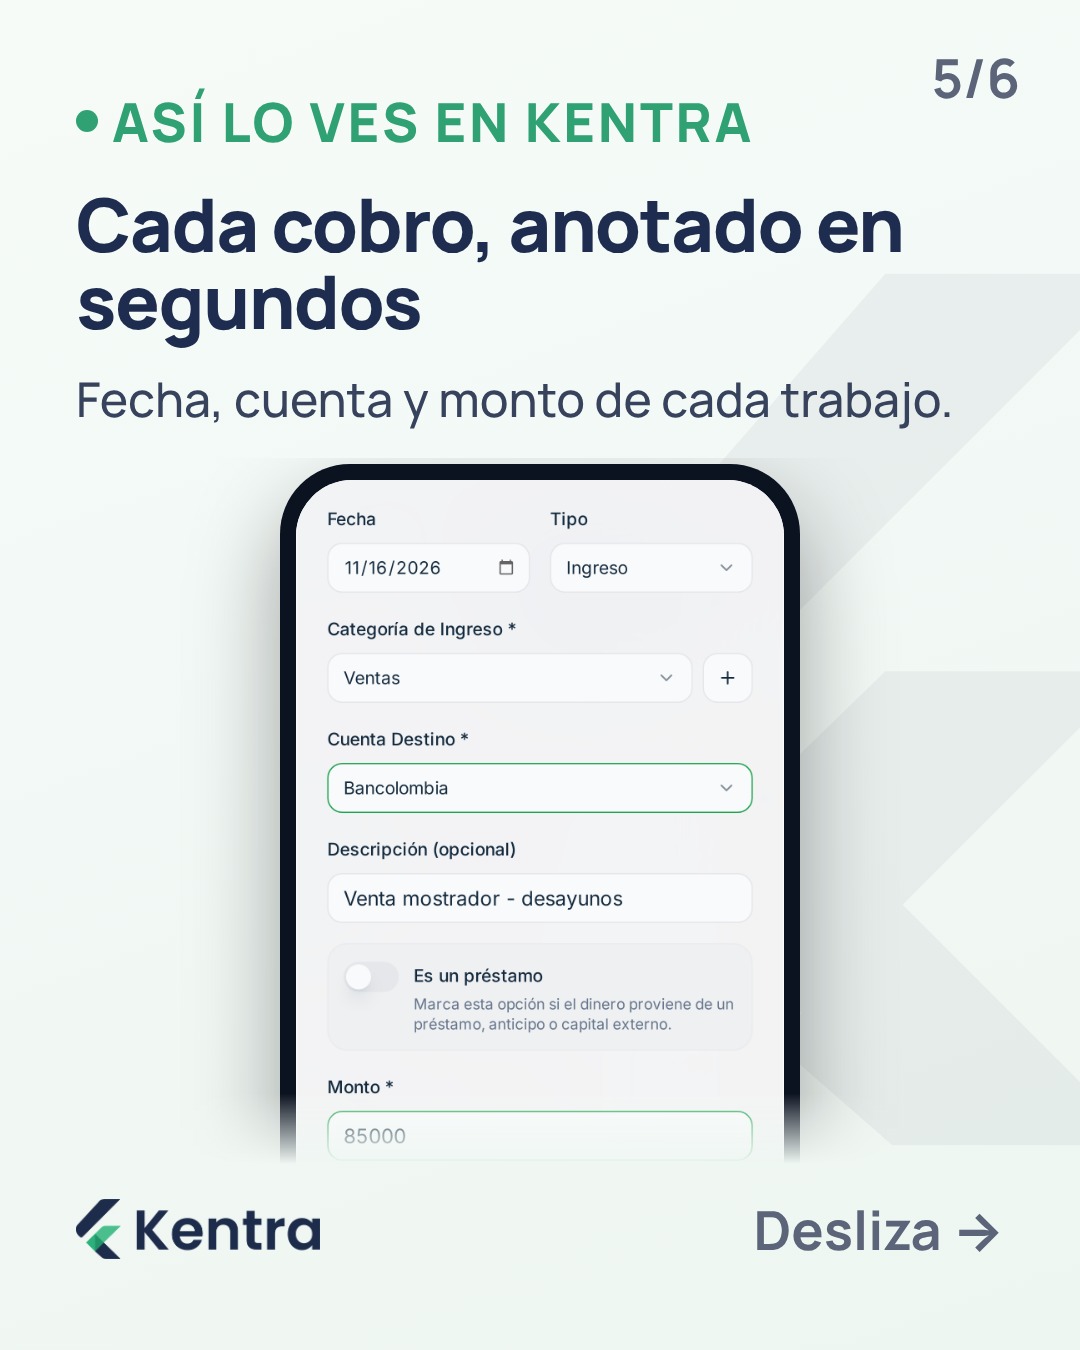 5/6
• ASÍ LO VES EN KENTRA
Cada cobro, anotado en
segundos
Fecha, cuenta y monto de cada trabajo.
Fecha Tipo
11/16/2026 Ingreso
Categoría de Ingreso *
Ventas +
Cuenta Destino *
Bancolombia
Descripción (opcional)
Venta mostrador - desayunos
Es un préstamo
Marca esta opción si el dinero proviene de un
préstamo, anticipo o capital externo.
Monto *
85000
Kentra Desliza →